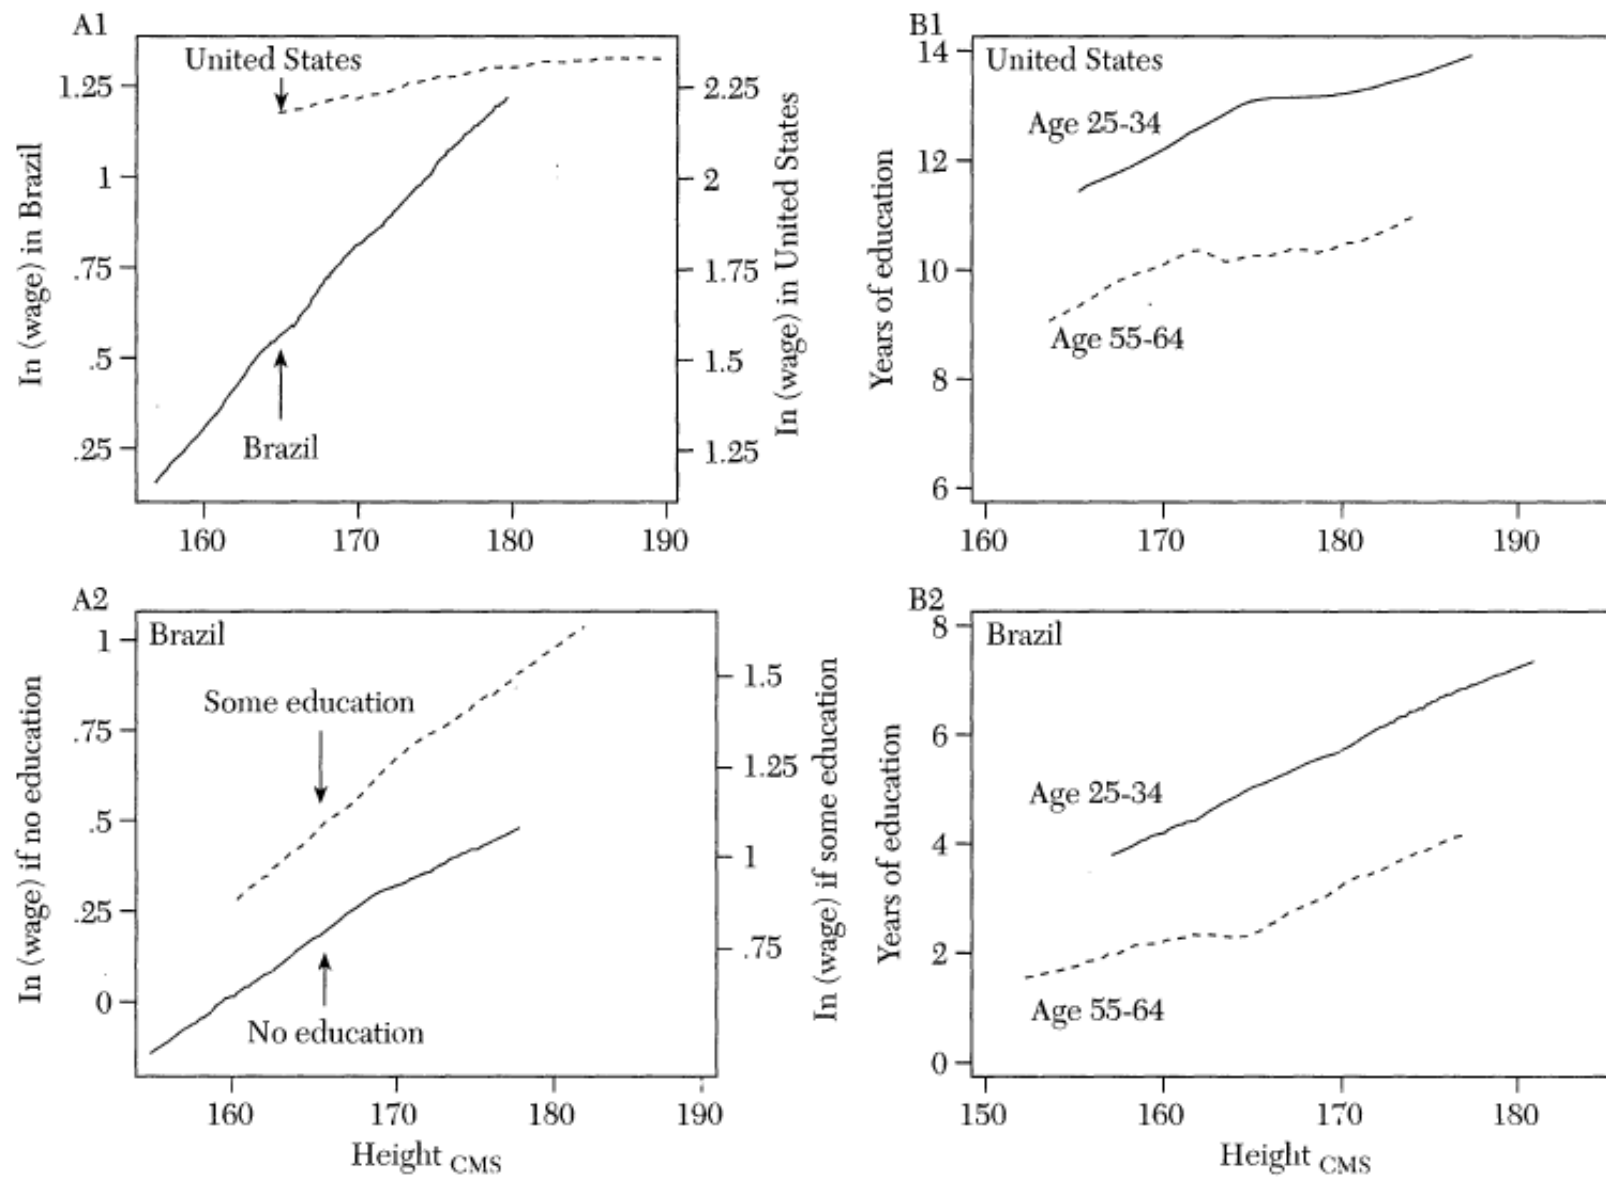 A1
United States
Brazil
1.25
1
.75
.5
.25
2.25
2
1.75
1.5
1.25
160
170
180
190
ln (wage) in Brazil
ln (wage) in United States
B1
United States
Age 25-34
Age 55-64
14
12
10
8
6
160
170
180
190
Years of education
A2
Brazil
Some education
No education
1
.75
.5
.25
0
1.5
1.25
1
.75
160
170
180
190
ln (wage) if no education
ln (wage) if some education
Height CMS
B2
Brazil
Age 25-34
Age 55-64
8
6
4
2
0
150
160
170
180
Years of education
Height CMS